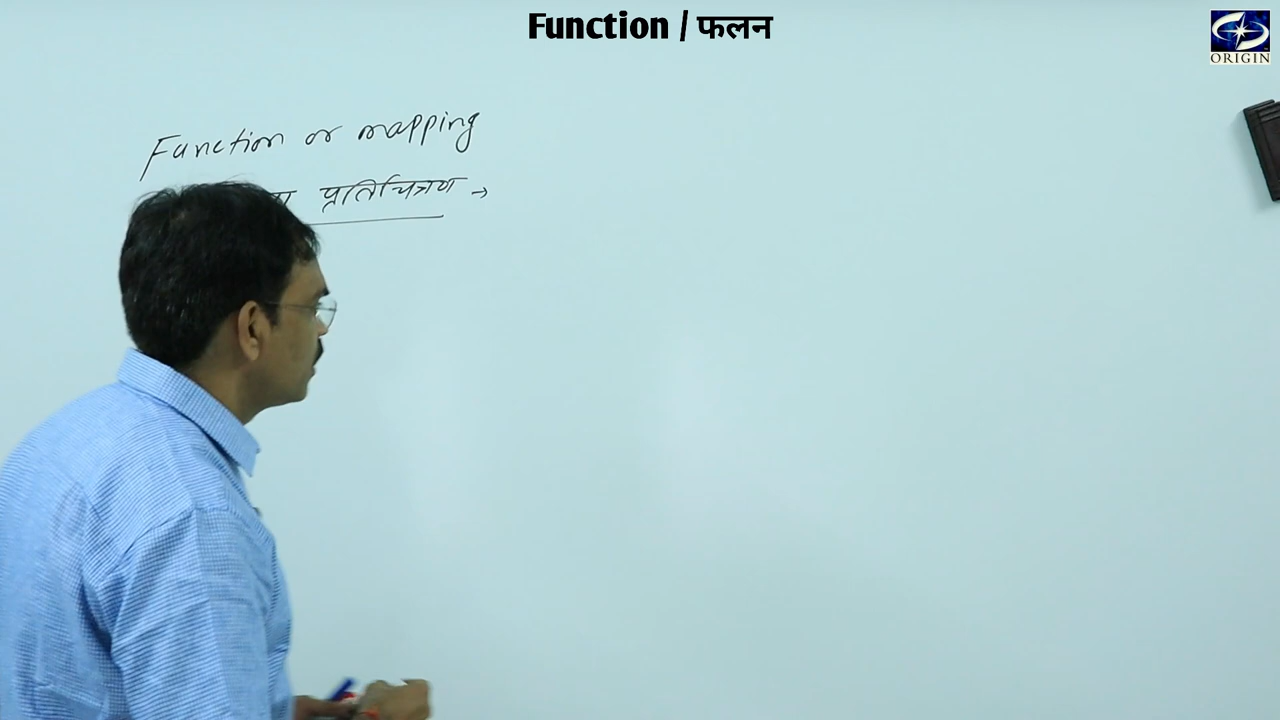 Function / फलन
ORIGIN
Function or mapping
प्रतिचित्रण →